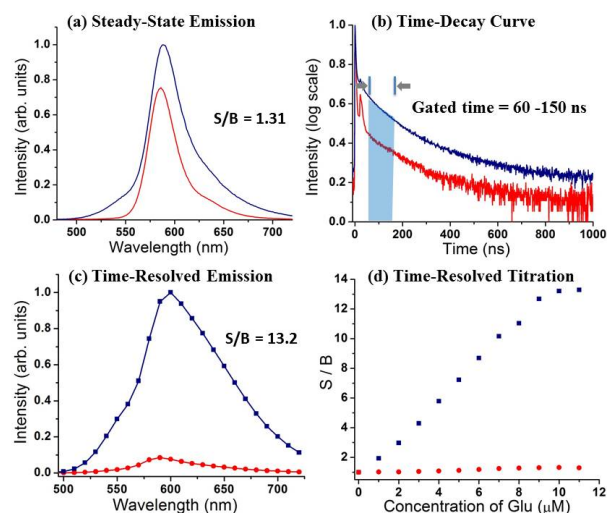 (a) Steady-State Emission
Intensity (arb. units)
1.0
0.8
0.6
0.4
0.2
0.0
S/B = 1.31
500 550 600 650 700
Wavelength (nm)
(b) Time-Decay Curve
Intensity (log scale)
1.0
0.8
0.6
0.4
0.2
0.0
Gated time = 60 -150 ns
0 200 400 600 800 1000
Time (ns)
(c) Time-Resolved Emission
Intensity (arb. units)
1.0
0.8
0.6
0.4
0.2
0.0
S/B = 13.2
500 550 600 650 700
Wavelength (nm)
(d) Time-Resolved Titration
S / B
14
12
10
8
6
4
2
0 2 4 6 8 10 12
Concentration of Glu (μM)